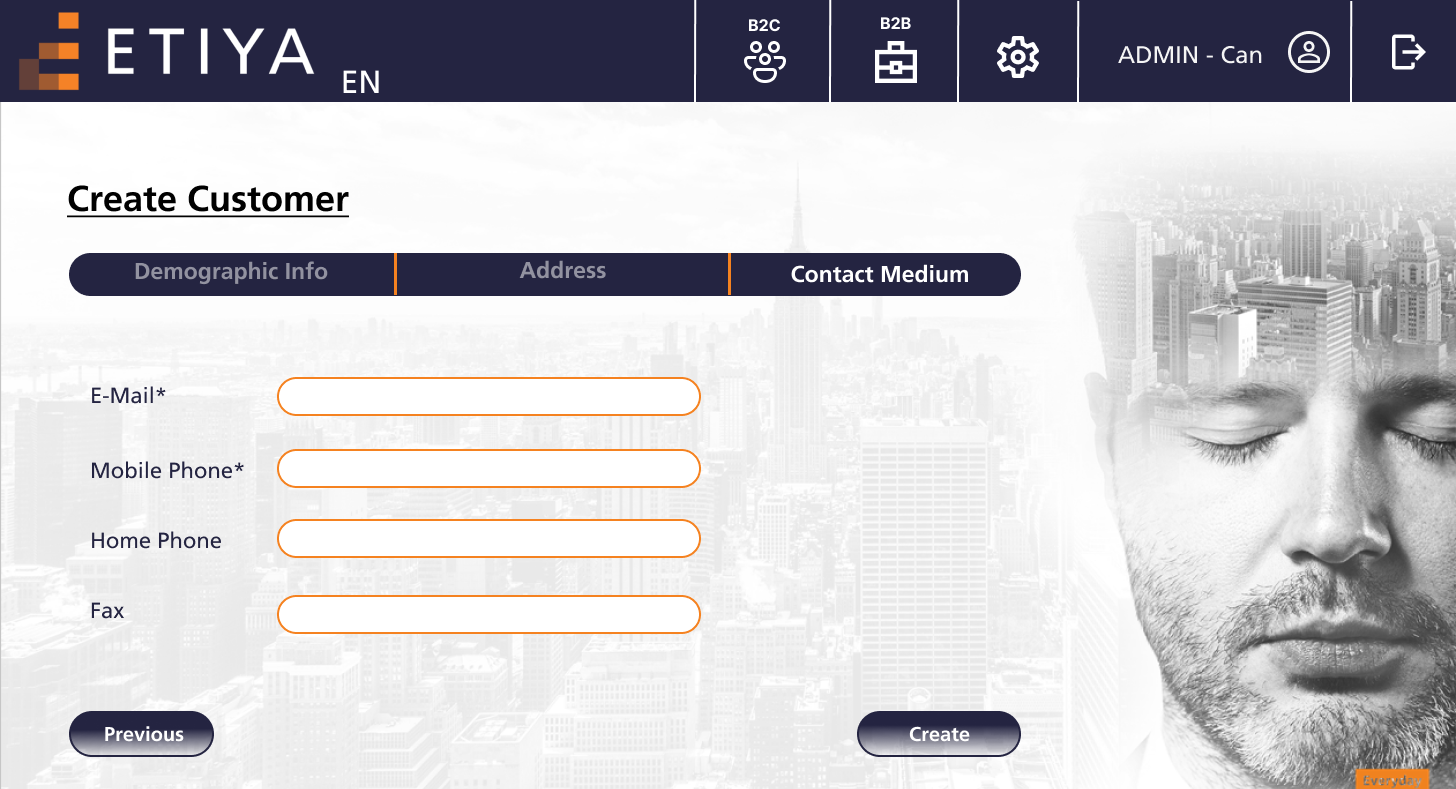 ETIYA
EN
B2C
B2B
ADMIN - Can
Create Customer
Demographic Info
Address
Contact Medium
E-Mail*
Mobile Phone*
Home Phone
Fax
Previous
Create